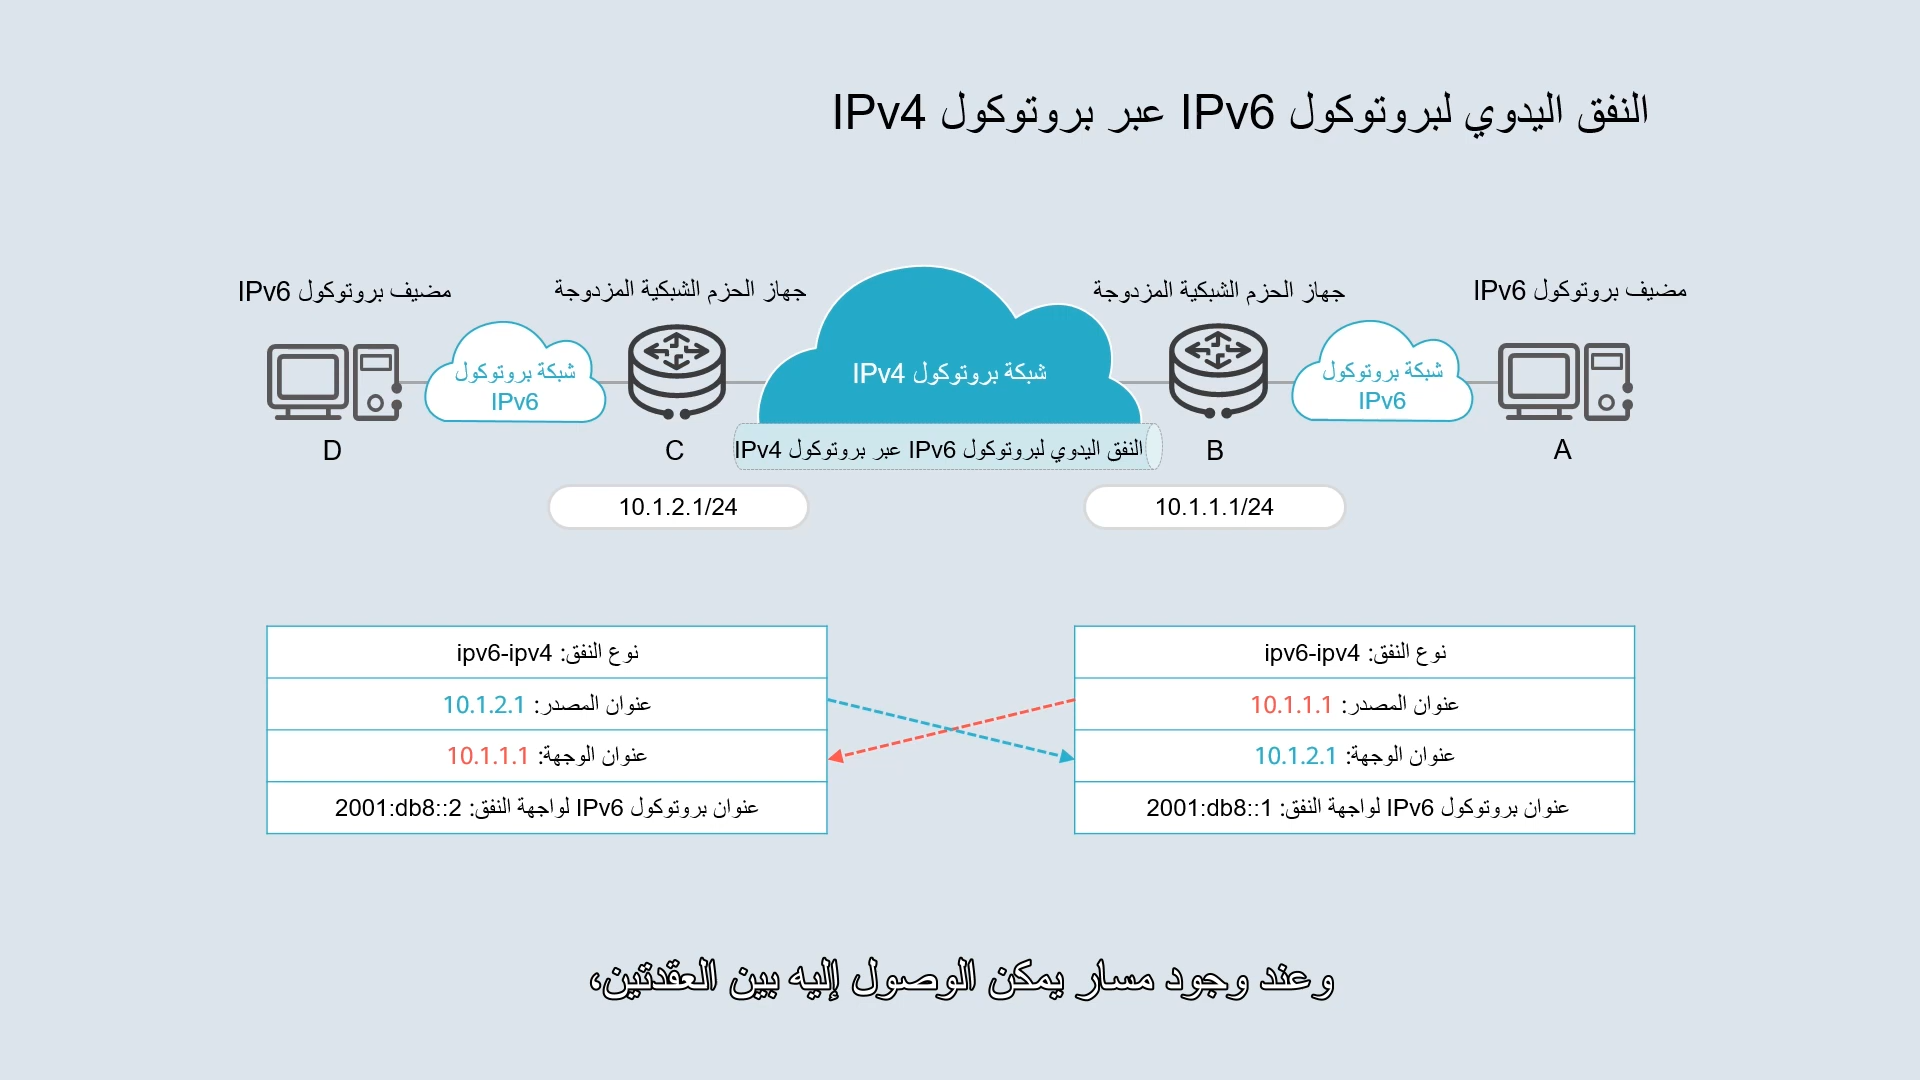 النفق اليدوي لبروتوكول IPv6 عبر بروتوكول IPv4
مضيف بروتوكول IPv6
جهاز الحزم الشبكية المزدوجة
جهاز الحزم الشبكية المزدوجة
مضيف بروتوكول IPv6
شبكة بروتوكول
IPv6
شبكة بروتوكول IPv4
شبكة بروتوكول
IPv6
A
B
النفق اليدوي لبروتوكول IPv6 عبر بروتوكول IPv4
C
D
10.1.1.1/24
10.1.2.1/24
نوع النفق: ipv6-ipv4
عنوان المصدر: 10.1.1.1
عنوان الوجهة: 10.1.2.1
عنوان بروتوكول IPv6 لواجهة النفق: 2001:db8::1
نوع النفق: ipv6-ipv4
عنوان المصدر: 10.1.2.1
عنوان الوجهة: 10.1.1.1
عنوان بروتوكول IPv6 لواجهة النفق: 2001:db8::2
وعند وجود مسار يمكن الوصول إليه بين العقدتين،